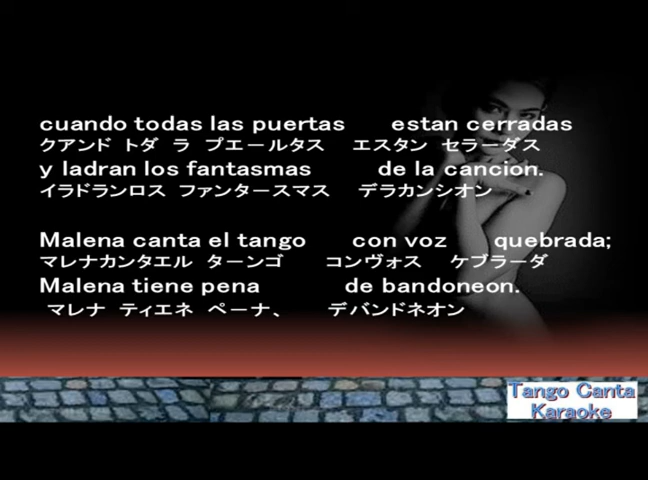 cuando todas las puertas estan cerradas
クアンド トダ ラ プエールタス エスタン セラーダス
y ladran los fantasmas de la cancion.
イラドランロス ファンタースマス デラカンシオン
Malena canta el tango con voz quebrada;
マレナカンタエル ターンゴ コンヴォス ケブラーダ
Malena tiene pena de bandoneon.
マレナ ティエネ ペーナ、 デバンドネオン
Tango Canta
Karaoke